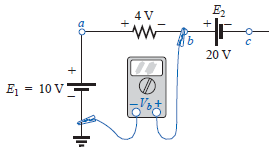 4 V
E2
a + − + −
b c
20 V
+
E1 = 10 V
−
− Vb +